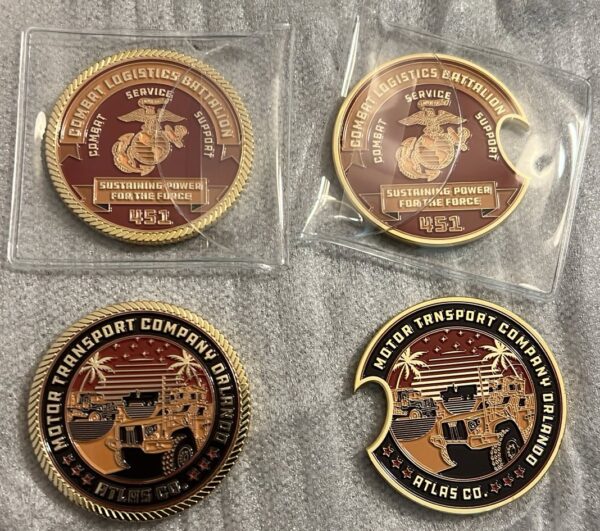 COMBAT LOGISTICS BATTALION
COMBAT SERVICE SUPPORT
SUSTAINING POWER
FOR THE FORCE
451
COMBAT LOGISTICS BATTALION
COMBAT SERVICE SUPPORT
SUSTAINING POWER
FOR THE FORCE
451
MOTOR TRANSPORT COMPANY ORLANDO
ATLAS CO.
MOTOR TRNSPORT COMPANY ORLANDO
ATLAS CO.